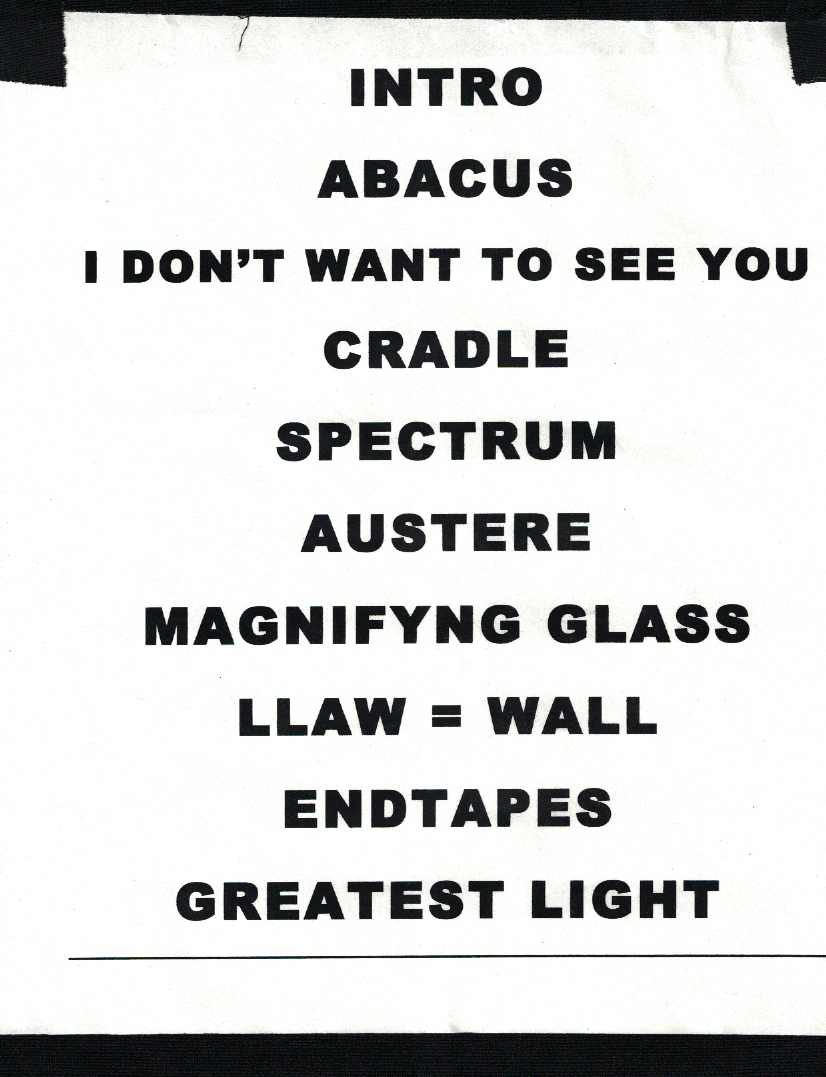 INTRO
ABACUS
I DON’T WANT TO SEE YOU
CRADLE
SPECTRUM
AUSTERE
MAGNIFYNG GLASS
LLAW = WALL
ENDTAPES
GREATEST LIGHT